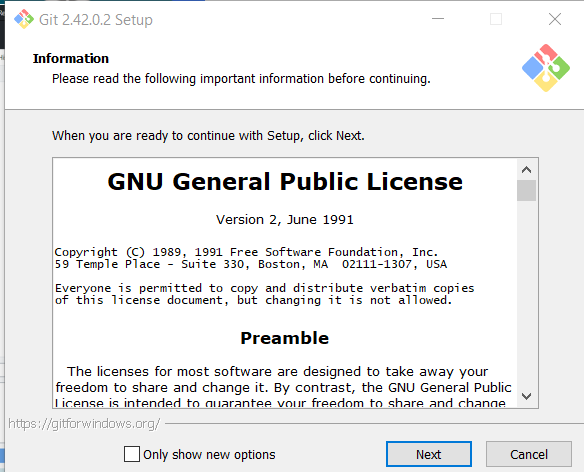 Git 2.42.0.2 Setup
Information
Please read the following important information before continuing.
When you are ready to continue with Setup, click Next.
GNU General Public License
Version 2, June 1991
Copyright (C) 1989, 1991 Free Software Foundation, Inc.
59 Temple Place - Suite 330, Boston, MA  02111-1307, USA
Everyone is permitted to copy and distribute verbatim copies
of this license document, but changing it is not allowed.
Preamble
The licenses for most software are designed to take away your
freedom to share and change it. By contrast, the GNU General Public
License is intended to guarantee your freedom to share and change
https://gitforwindows.org/
Only show new options
Next
Cancel